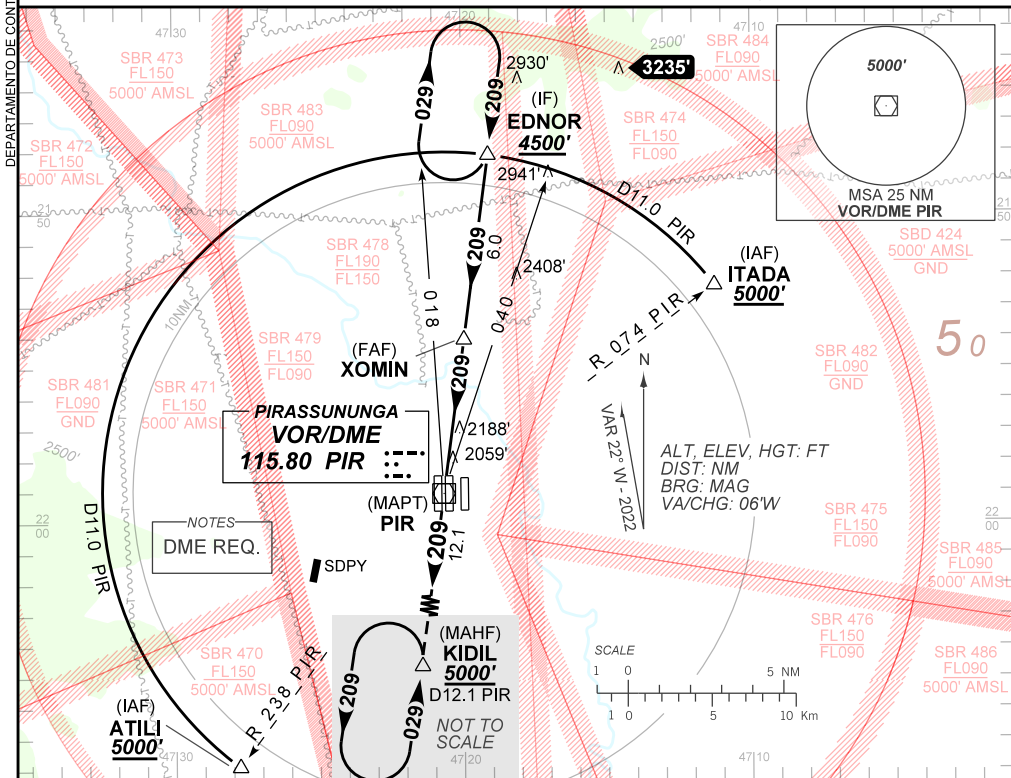 DEPARTAMENTO DE CONT
47 30
47 20
47 10
SBR 473
FL150
5000' AMSL
2930'
2500'
3235'
SBR 484
FL090
5000' AMSL
5000'
MSA 25 NM
VOR/DME PIR
SBR 483
FL090
5000' AMSL
029
209
(IF)
EDNOR
4500'
SBR 474
FL150
FL090
SBR 472
FL150
5000' AMSL
2941'
D11.0 PIR
21
50
21
50
SBR 478
FL190
FL150
209
6.0
2408'
(IAF)
ITADA
5000'
SBD 424
5000' AMSL
GND
10NM
018
040
R 074 PIR
5 0
SBR 479
FL150
FL090
(FAF)
XOMIN
209
N
SBR 482
FL090
GND
SBR 481
FL090
GND
SBR 471
FL150
5000' AMSL
PIRASSUNUNGA
VOR/DME
115.80 PIR
2188'
2059'
VAR 22° W - 2022
ALT, ELEV, HGT: FT
DIST: NM
BRG: MAG
VA/CHG: 06'W
2500'
(MAPT)
PIR
D11.0 PIR
NOTES
DME REQ.
209
12.1
SBR 475
FL150
FL090
22
00
22
00
SDPY
SBR 485
FL090
5000' AMSL
SBR 476
FL150
FL090
(MAHF)
KIDIL
5000'
D12.1 PIR
209
029
NOT TO
SCALE
SBR 470
FL150
5000' AMSL
R 238 PIR
SCALE
1 0 5 NM
1 0 5 10 Km
SBR 486
FL090
5000' AMSL
(IAF)
ATILI
5000'
47 30
47 20
47 10